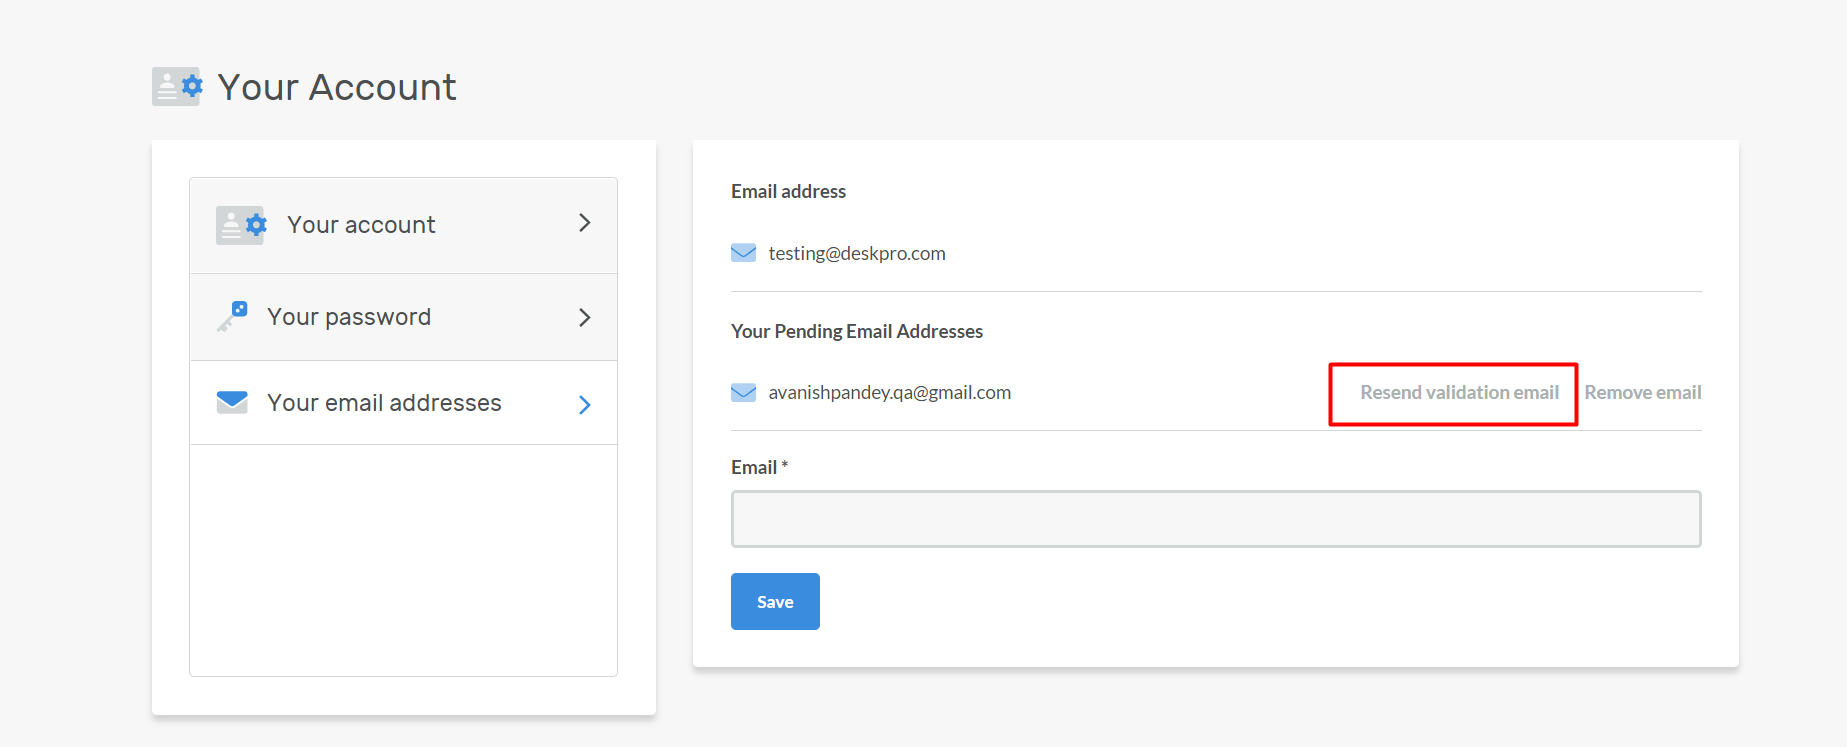 Your Account
Your account
Your password
Your email addresses
Email address
testing@deskpro.com
Your Pending Email Addresses
avanishpandey.qa@gmail.com Resend validation email Remove email
Email *
Save